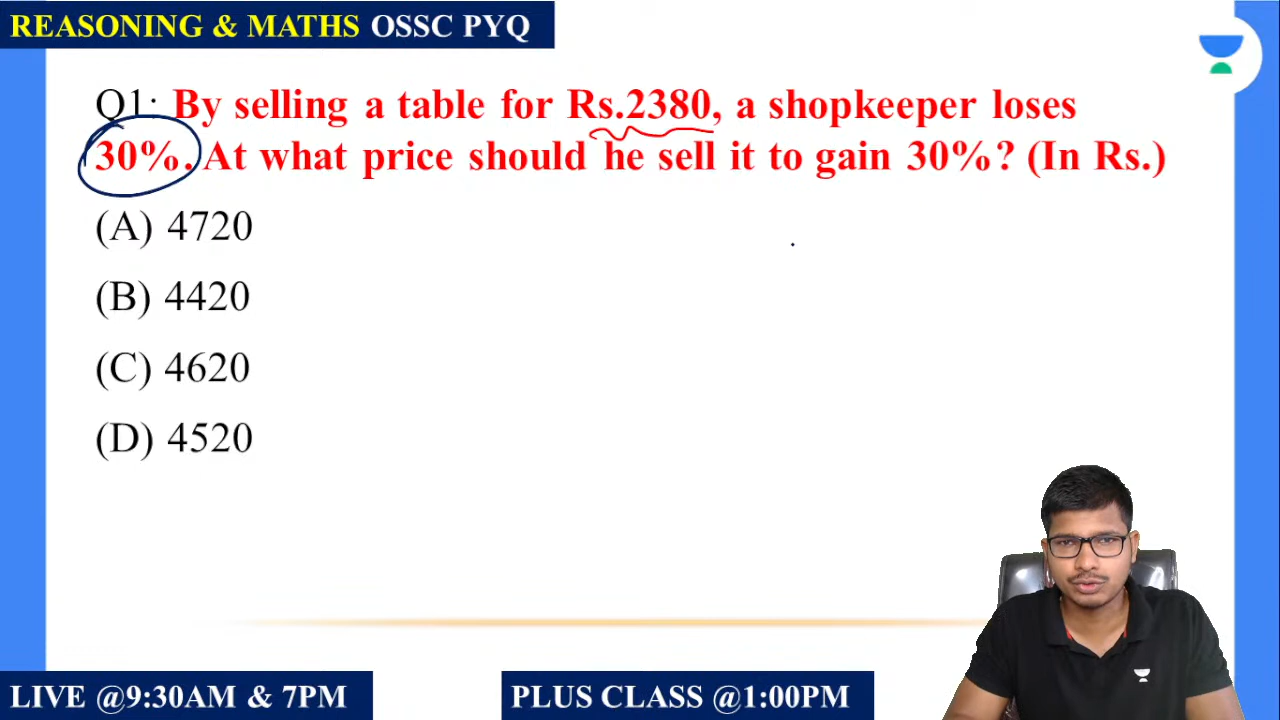 REASONING & MATHS OSSC PYQ
Q1: By selling a table for Rs.2380, a shopkeeper loses
30%. At what price should he sell it to gain 30%? (In Rs.)
(A) 4720
(B) 4420
(C) 4620
(D) 4520
LIVE @9:30AM & 7PM
PLUS CLASS @1:00PM